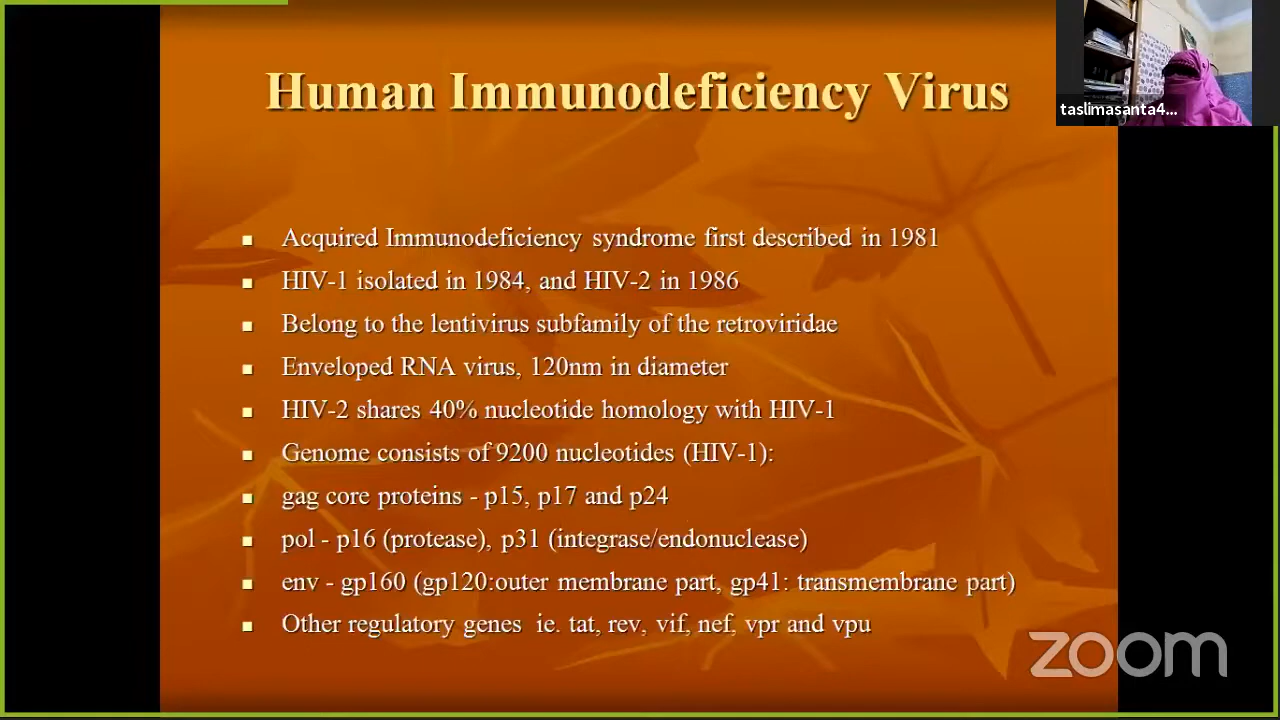 Human Immunodeficiency Virus
taslimasanta4...
Acquired Immunodeficiency syndrome first described in 1981
HIV-1 isolated in 1984, and HIV-2 in 1986
Belong to the lentivirus subfamily of the retroviridae
Enveloped RNA virus, 120nm in diameter
HIV-2 shares 40% nucleotide homology with HIV-1
Genome consists of 9200 nucleotides (HIV-1):
gag core proteins - p15, p17 and p24
pol - p16 (protease), p31 (integrase/endonuclease)
env - gp160 (gp120:outer membrane part, gp41: transmembrane part)
Other regulatory genes ie. tat, rev, vif, nef, vpr and vpu
zoom